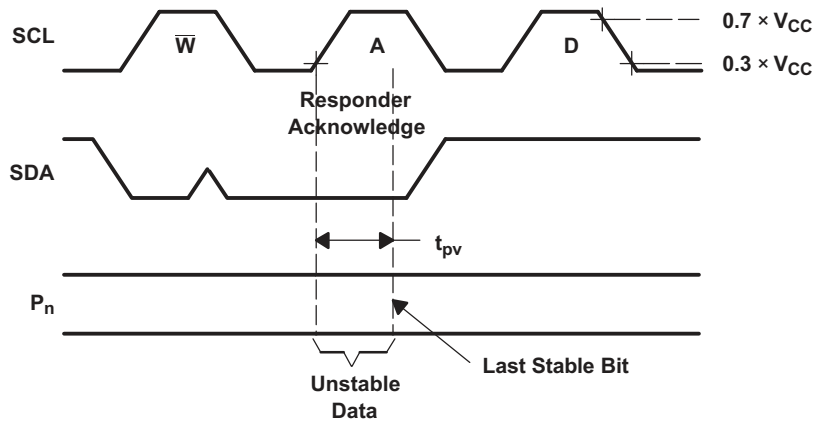 SCL
W̅
A
D
0.7 × VCC
0.3 × VCC
Responder
Acknowledge
SDA
tpv
Pn
Last Stable Bit
Unstable
Data